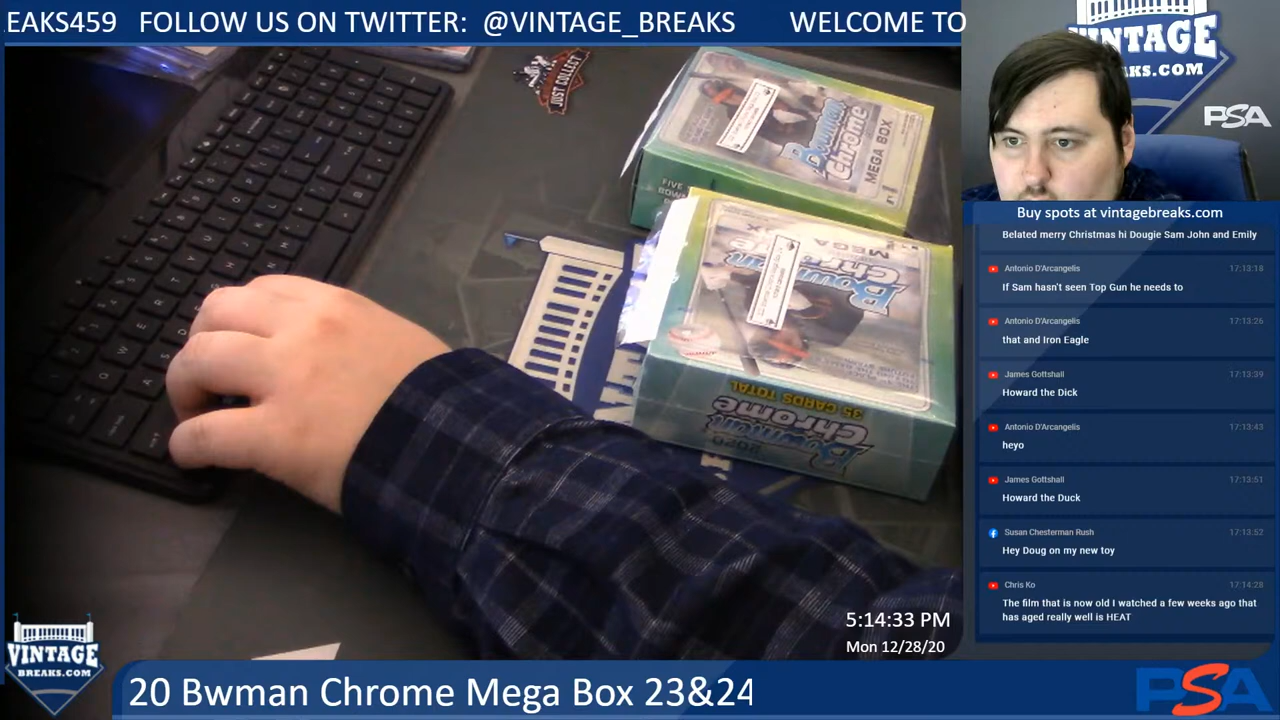 EAKS459 FOLLOW US ON TWITTER: @VINTAGE_BREAKS WELCOME TO
VINTAGE
BREAKS.COM
PSA
JUST COLLECT
Bowman
Chrome
MEGA BOX
FIVE
MEGA
Bowman
Chrome
35 CARDS TOTAL
2020
Bowman
Chrome
Buy spots at vintagebreaks.com
Belated merry Christmas hi Dougie Sam John and Emily
Antonio D'Arcangelis 17:13:18
If Sam hasn't seen Top Gun he needs to
Antonio D'Arcangelis 17:13:26
that and Iron Eagle
James Gottshall 17:13:39
Howard the Dick
Antonio D'Arcangelis 17:13:43
heyo
James Gottshall 17:13:51
Howard the Duck
Susan Chesterman Rush 17:13:52
Hey Doug on my new toy
Chris Ko 17:14:28
The film that is now old I watched a few weeks ago that
has aged really well is HEAT
5:14:33 PM
Mon 12/28/20
VINTAGE
BREAKS.COM
20 Bwman Chrome Mega Box 23&24
PSA